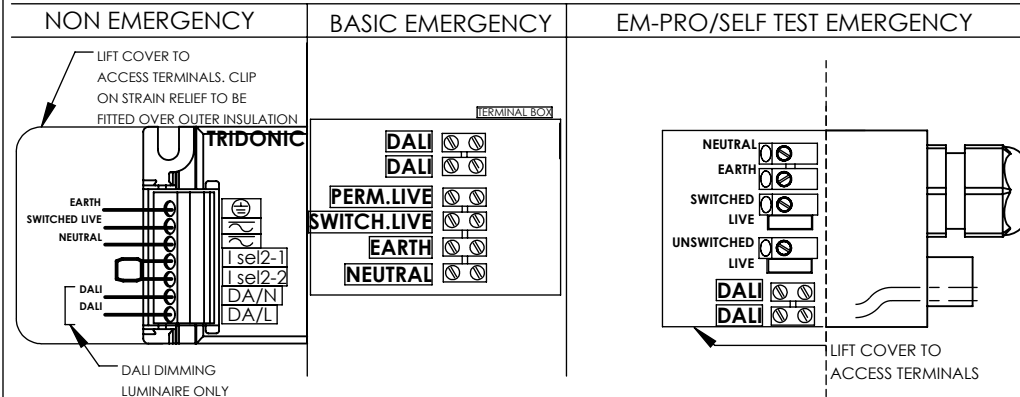 NON EMERGENCY
LIFT COVER TO
ACCESS TERMINALS. CLIP
ON STRAIN RELIEF TO BE
FITTED OVER OUTER INSULATION
TRIDONIC
EARTH
SWITCHED LIVE
NEUTRAL
DALI
DALI
I sel2-1
I sel2-2
DA/N
DA/L
DALI DIMMING
LUMINAIRE ONLY
BASIC EMERGENCY
TERMINAL BOX
DALI
DALI
PERM.LIVE
SWITCH.LIVE
EARTH
NEUTRAL
EM-PRO/SELF TEST EMERGENCY
NEUTRAL
EARTH
SWITCHED
LIVE
UNSWITCHED
LIVE
DALI
DALI
LIFT COVER TO
ACCESS TERMINALS